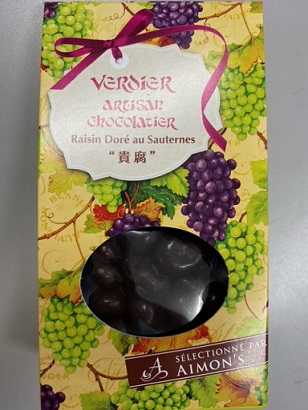 VERDIER
ARTISAN
CHOCOLATIER
Raisin Doré au Sauternes
“貴腐”
SÉLECTIONNÉ PAR
AIMON'S